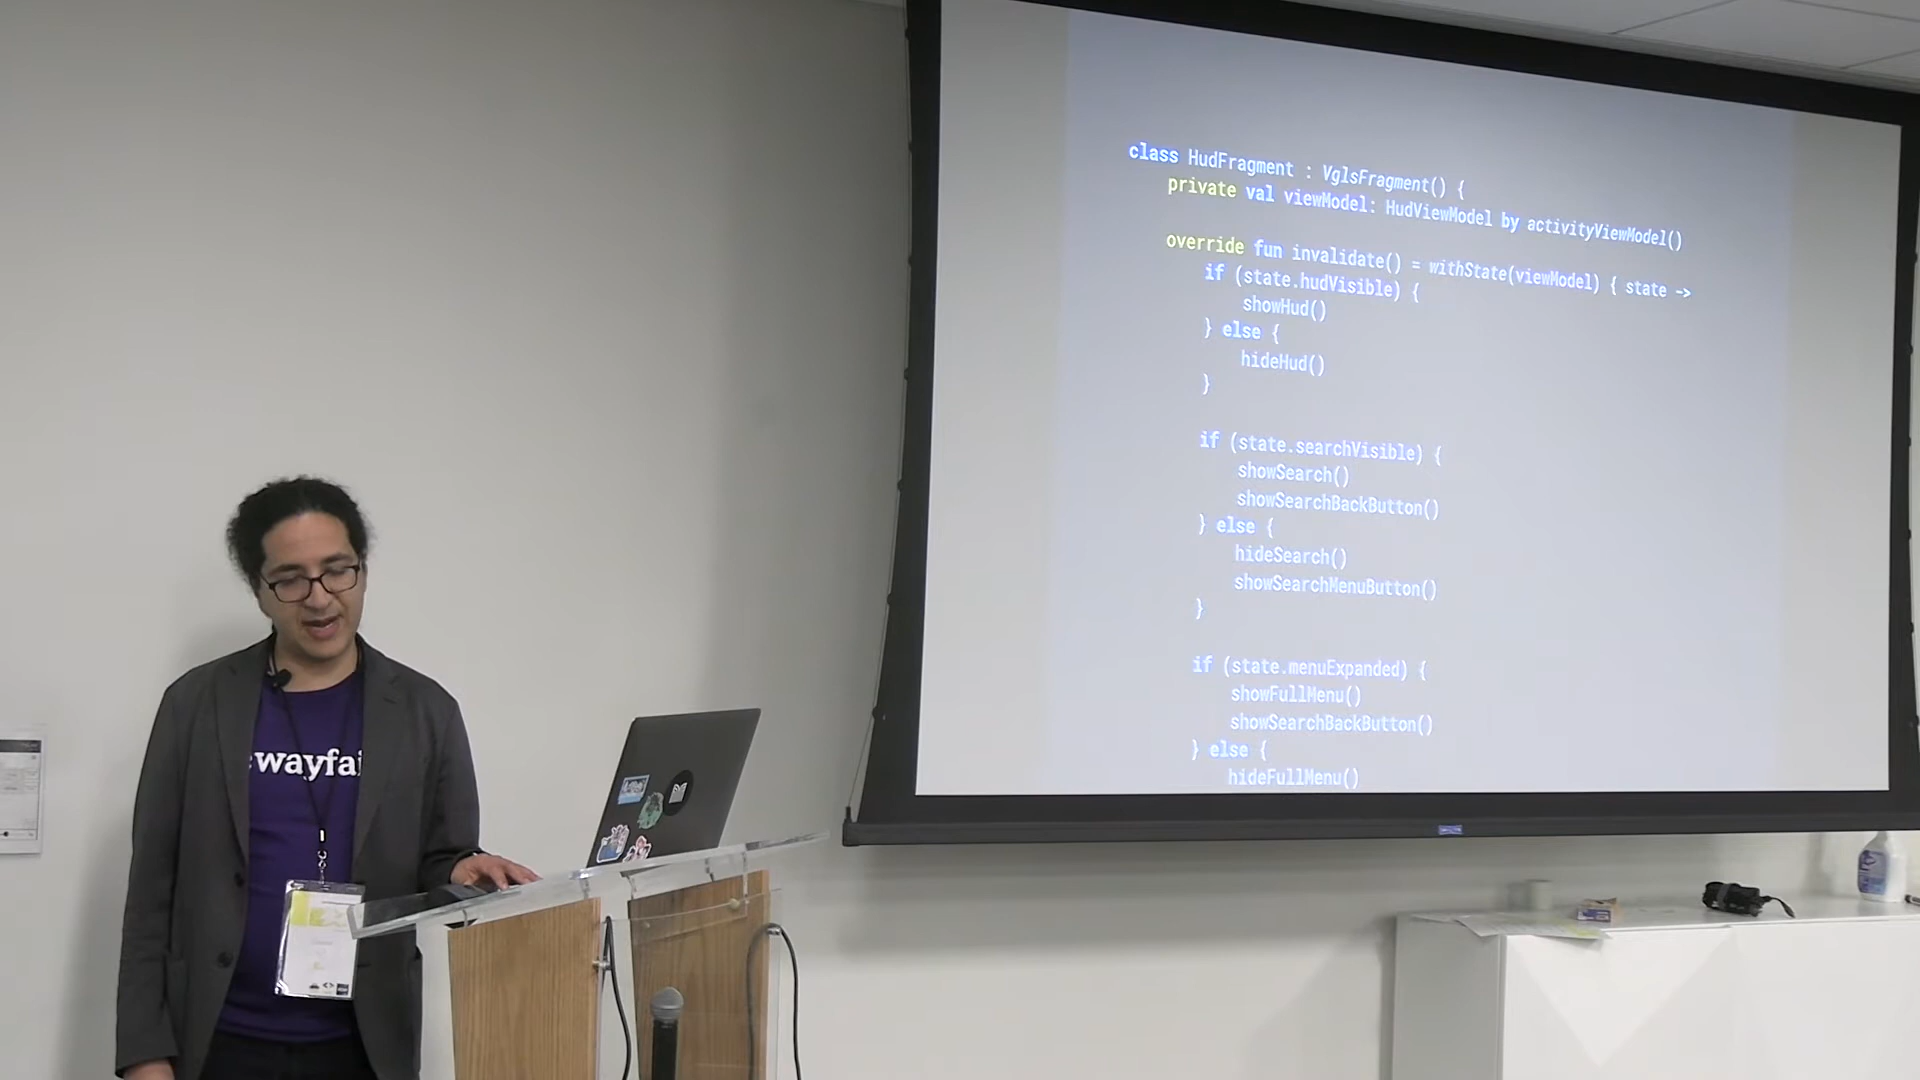 class HudFragment : VglsFragment() {
private val viewModel: HudViewModel by activityViewModel()
override fun invalidate() = withState(viewModel) { state ->
if (state.hudVisible) {
showHud()
} else {
hideHud()
}
if (state.searchVisible) {
showSearch()
showSearchBackButton()
} else {
hideSearch()
showSearchMenuButton()
}
if (state.menuExpanded) {
showFullMenu()
showSearchBackButton()
} else {
hideFullMenu()
wayfai